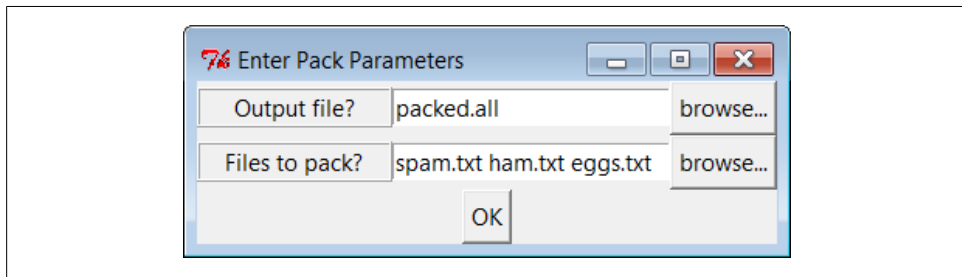 Enter Pack Parameters
Output file? packed.all browse...
Files to pack? spam.txt ham.txt eggs.txt browse...
OK